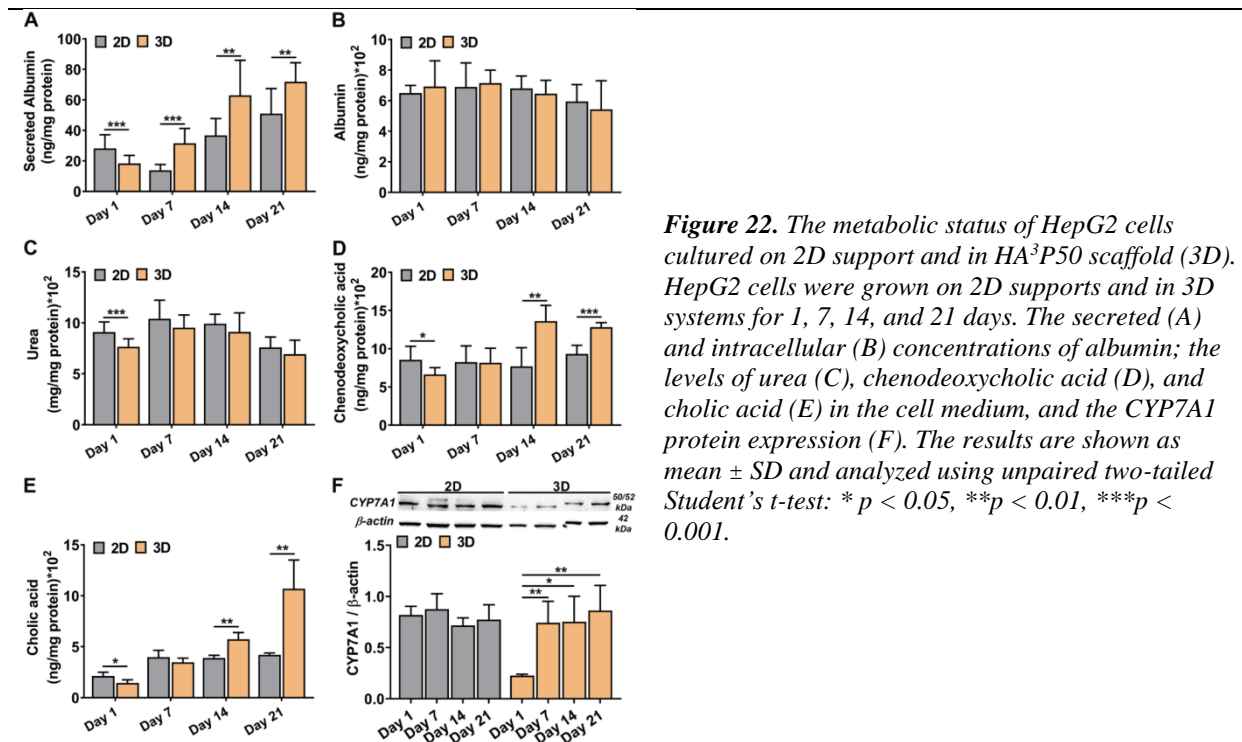 A
2D 3D
Secreted Albumin
(ng/mg protein)
100
80
60
40
20
0
***
***
**
**
Day 1
Day 7
Day 14
Day 21
B
2D 3D
Albumin
(ng/mg protein)*10²
10
8
6
4
2
0
Day 1
Day 7
Day 14
Day 21
C
2D 3D
Urea
(mg/mg protein)*10²
15
10
5
0
***
Day 1
Day 7
Day 14
Day 21
D
2D 3D
Chenodeoxycholic acid
(ng/mg protein)*10²
20
15
10
5
0
*
**
***
Day 1
Day 7
Day 14
Day 21
E
2D 3D
Cholic acid
(ng/mg protein)*10²
15
10
5
0
*
**
**
Day 1
Day 7
Day 14
Day 21
F
2D 3D
CYP7A1 50/52 kDa
β-actin 42 kDa
2D 3D
CYP7A1 / β-actin
1.5
1.0
0.5
0.0
**
*
**
Day 1
Day 7
Day 14
Day 21
Day 1
Day 7
Day 14
Day 21
Figure 22. The metabolic status of HepG2 cells
cultured on 2D support and in HA³P50 scaffold (3D).
HepG2 cells were grown on 2D supports and in 3D
systems for 1, 7, 14, and 21 days. The secreted (A)
and intracellular (B) concentrations of albumin; the
levels of urea (C), chenodeoxycholic acid (D), and
cholic acid (E) in the cell medium, and the CYP7A1
protein expression (F). The results are shown as
mean ± SD and analyzed using unpaired two-tailed
Student's t-test: * p < 0.05, **p < 0.01, ***p <
0.001.